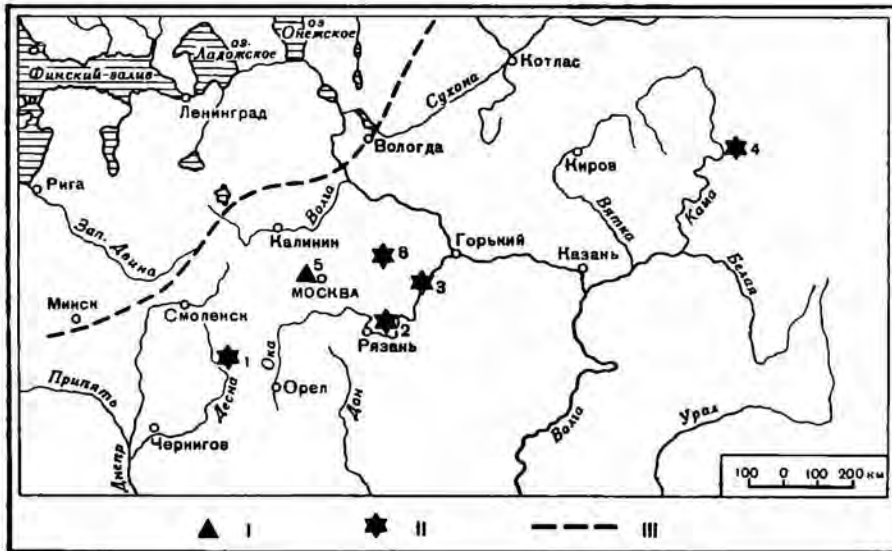 оз. Онежское
оз. Ладожское
Финский-залив
Ленинград
Сухона
Котлас
Вологда
Киров
4
Рига
Зап. Двина
Волга
Калинин
Вятка
Кама
6
Горький
Казань
Белая
5
МОСКВА
3
Минск
Смоленск
2
Рязань
1
Ока
Орел
Дон
Десна
Припять
Чернигов
Днепр
Волга
Урал
100 0 100 200 км
I II III